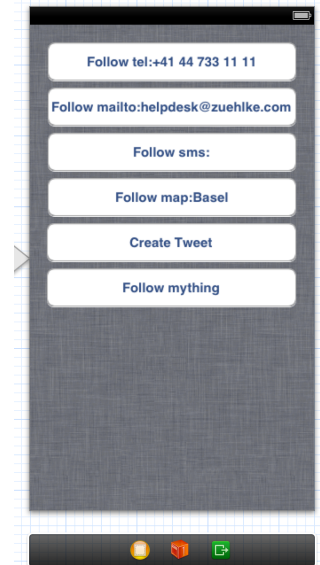 Follow tel:+41 44 733 11 11
Follow mailto:helpdesk@zuehlke.com
Follow sms:
Follow map:Basel
Create Tweet
Follow mything